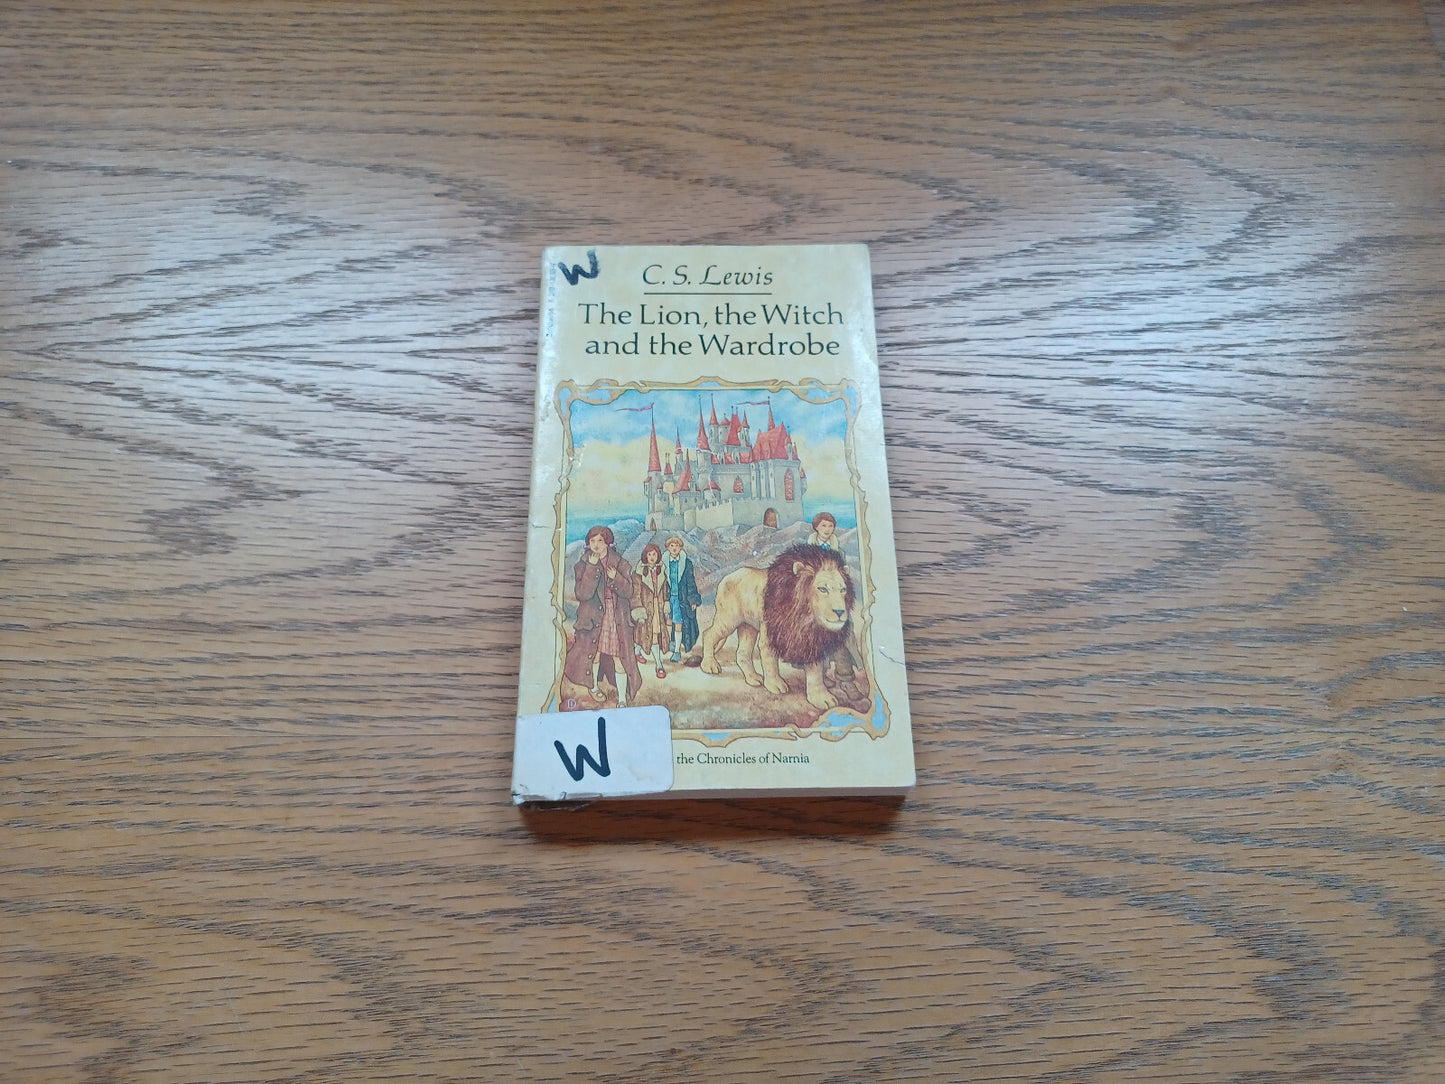 W
C. S. Lewis
The Lion, the Witch
and the Wardrobe
D
W
the Chronicles of Narnia